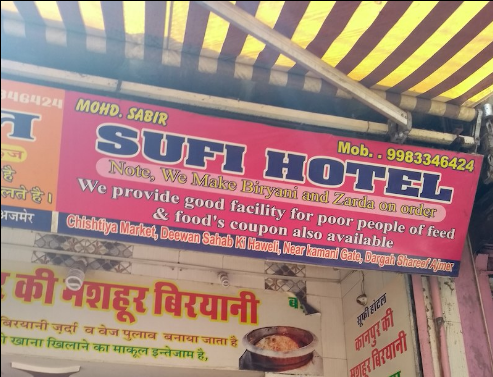 MOHD. SABIR
Mob. . 9983346424
SUFI HOTEL
Note, We Make Biryani and Zarda on order
We provide good facility for poor people of feed
& food's coupon also available
Chishtiya Market, Deewan Sahab Ki Haweli, Near kamani Gate, Dargah Shareef Ajmer
है
लते है।
अजमेर
की मशहूर बिरयानी
बिरयानी जर्दा व वेज पुलाव बनाया जाता है
खाना खिलाने का माकूल इन्तेजाम है,
सूफी होटल
कानपुर की
मशहूर बिरयानी